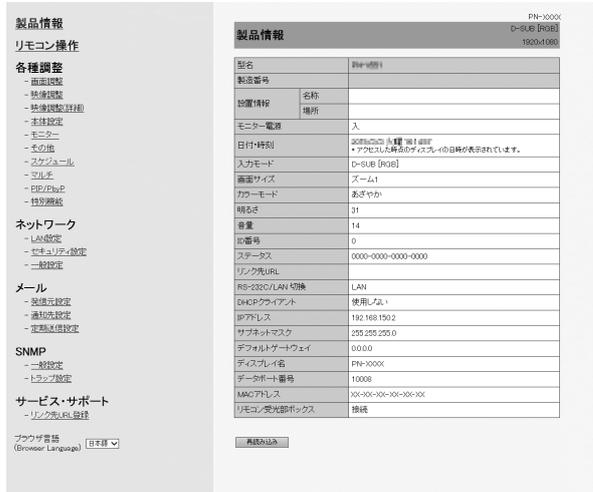 製品情報
リモコン操作
各種調整
- 画面調整
- 映像調整
- 映像調整(詳細)
- 本体設定
- モニター
- その他
- スケジュール
- マルチ
- PIP/PbyP
- 特別機能
ネットワーク
- LAN設定
- セキュリティ設定
- 一般設定
メール
- 発信元設定
- 通知先設定
- 定期送信設定
SNMP
- 一般設定
- トラップ設定
サービス・サポート
- リンク先URL登録
ブラウザ言語
(Browser Language) 日本語
PN-XXXX
製品情報
D-SUB [RGB]
1920x1080
型名
製造番号
設置情報 名称
場所
モニター電源 入
日付・時刻
• アクセスした時点のディスプレイの日時が表示されています。
入力モード D-SUB [RGB]
画面サイズ ズーム1
カラーモード あざやか
明るさ 31
音量 14
ID番号 0
ステータス 0000-0000-0000-0000
リンク先URL
RS-232C/LAN 切換 LAN
DHCPクライアント 使用しない
IPアドレス 192.168.150.2
サブネットマスク 255.255.255.0
デフォルトゲートウェイ 0.0.0.0
ディスプレイ名 PN-XXXX
データポート番号 10008
MACアドレス XX-XX-XX-XX-XX-XX
リモコン受光部ボックス 接続
再読み込み